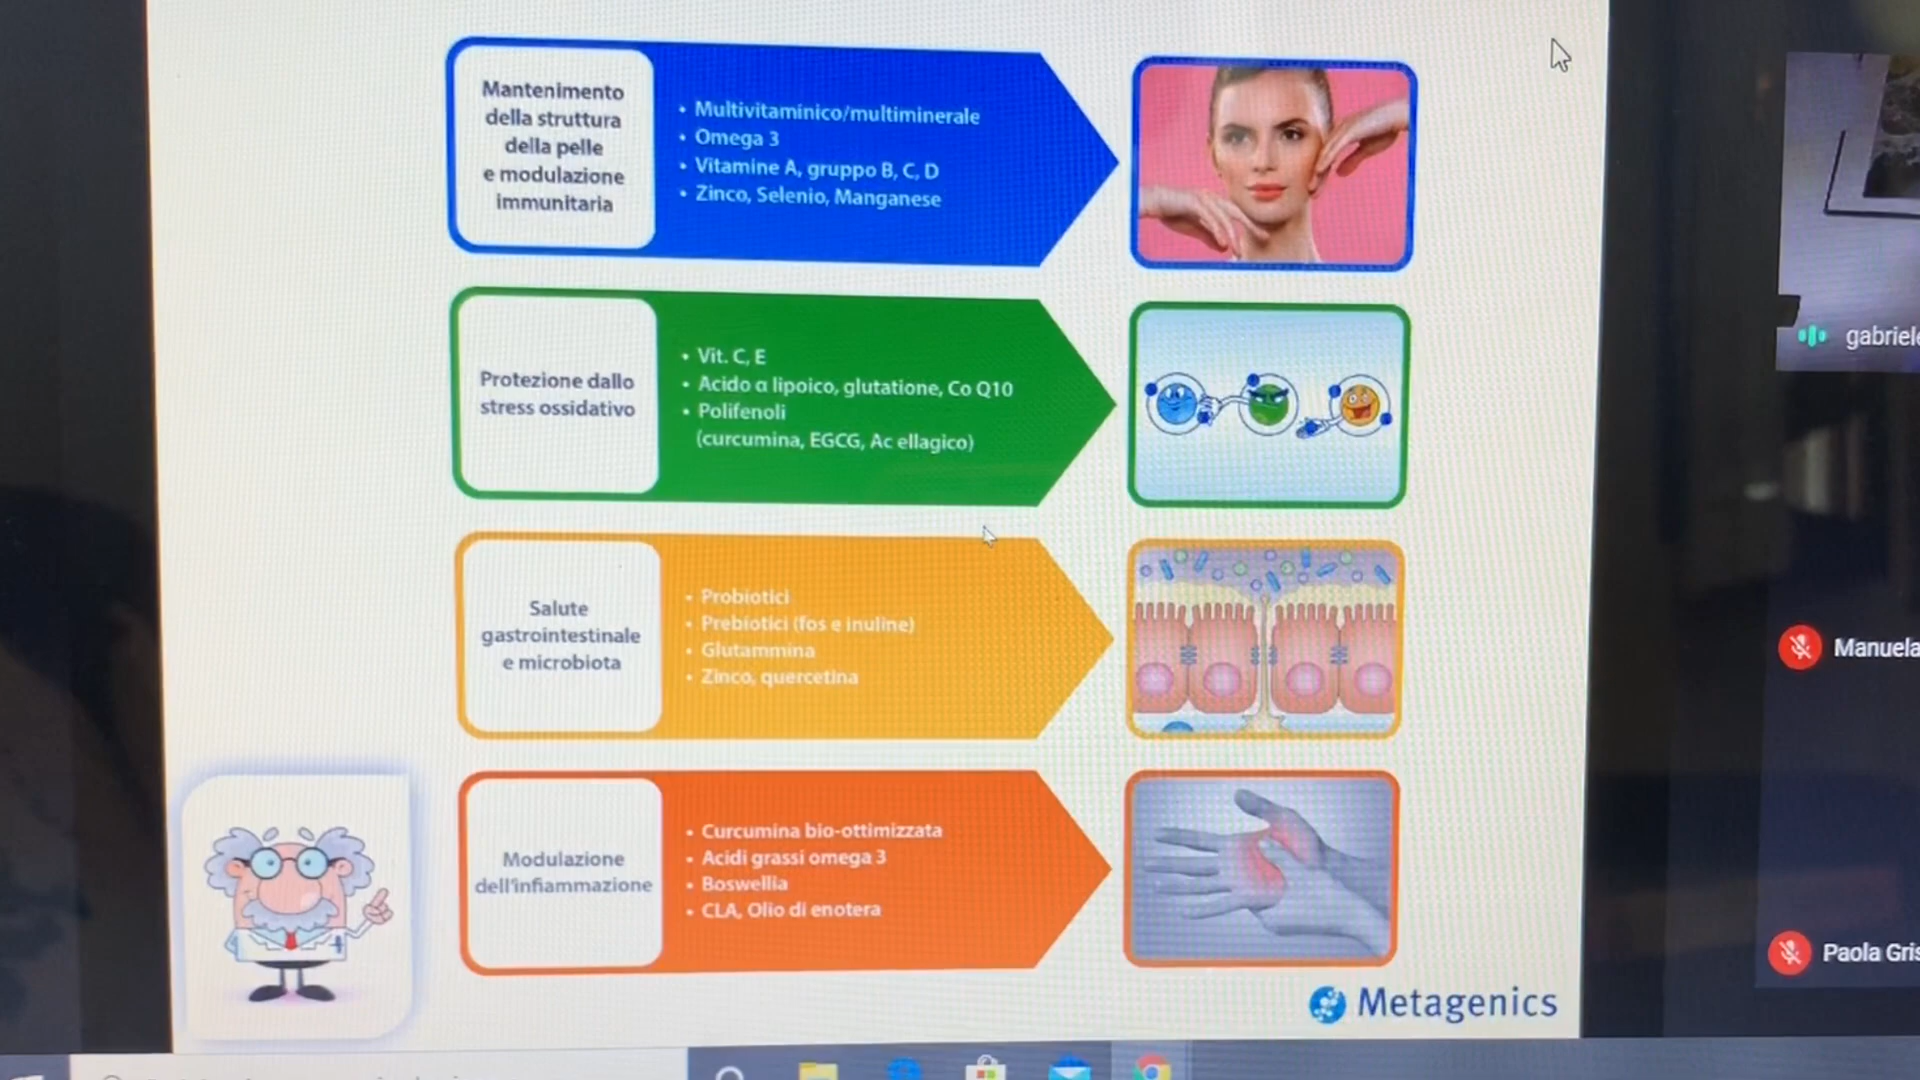 Mantenimento
della struttura
della pelle
e modulazione
immunitaria
• Multivitaminico/multiminerale
• Omega 3
• Vitamine A, gruppo B, C, D
• Zinco, Selenio, Manganese
Protezione dallo
stress ossidativo
• Vit. C, E
• Acido α lipoico, glutatione, Co Q10
• Polifenoli
(curcumina, EGCG, Ac ellagico)
Salute
gastrointestinale
e microbiota
• Probiotici
• Prebiotici (fos e inuline)
• Glutammina
• Zinco, quercetina
Modulazione
dell'infiammazione
• Curcumina bio-ottimizzata
• Acidi grassi omega 3
• Boswellia
• CLA, Olio di enotera
Metagenics
gabriele
Manuela
Paola Gris